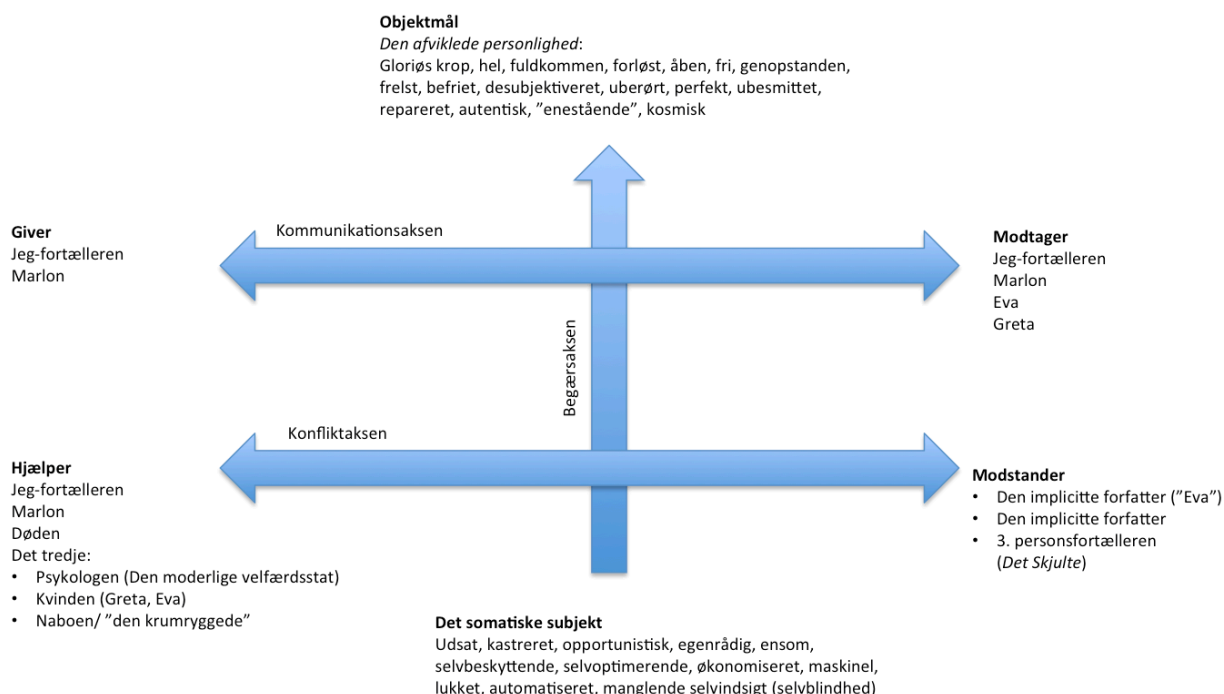 Objektmål
Den afviklede personlighed:
Gloriøs krop, hel, fuldkommen, forløst, åben, fri, genopstanden,
frelst, befriet, desubjektiveret, uberørt, perfekt, ubesmittet,
repareret, autentisk, ”enestående”, kosmisk
Giver
Jeg-fortælleren
Marlon
Kommunikationsaksen
Modtager
Jeg-fortælleren
Marlon
Eva
Greta
Begærsaksen
Konfliktaksen
Hjælper
Jeg-fortælleren
Marlon
Døden
Det tredje:
• Psykologen (Den moderlige velfærdsstat)
• Kvinden (Greta, Eva)
• Naboen/ ”den krumryggede”
Modstander
• Den implicitte forfatter (”Eva”)
• Den implicitte forfatter
• 3. personsfortælleren
(Det Skjulte)
Det somatiske subjekt
Udsat, kastreret, opportunistisk, egenrådig, ensom,
selvbeskyttende, selvoptimerende, økonomiseret, maskinel,
lukket, automatiseret, manglende selvindsigt (selvblindhed)